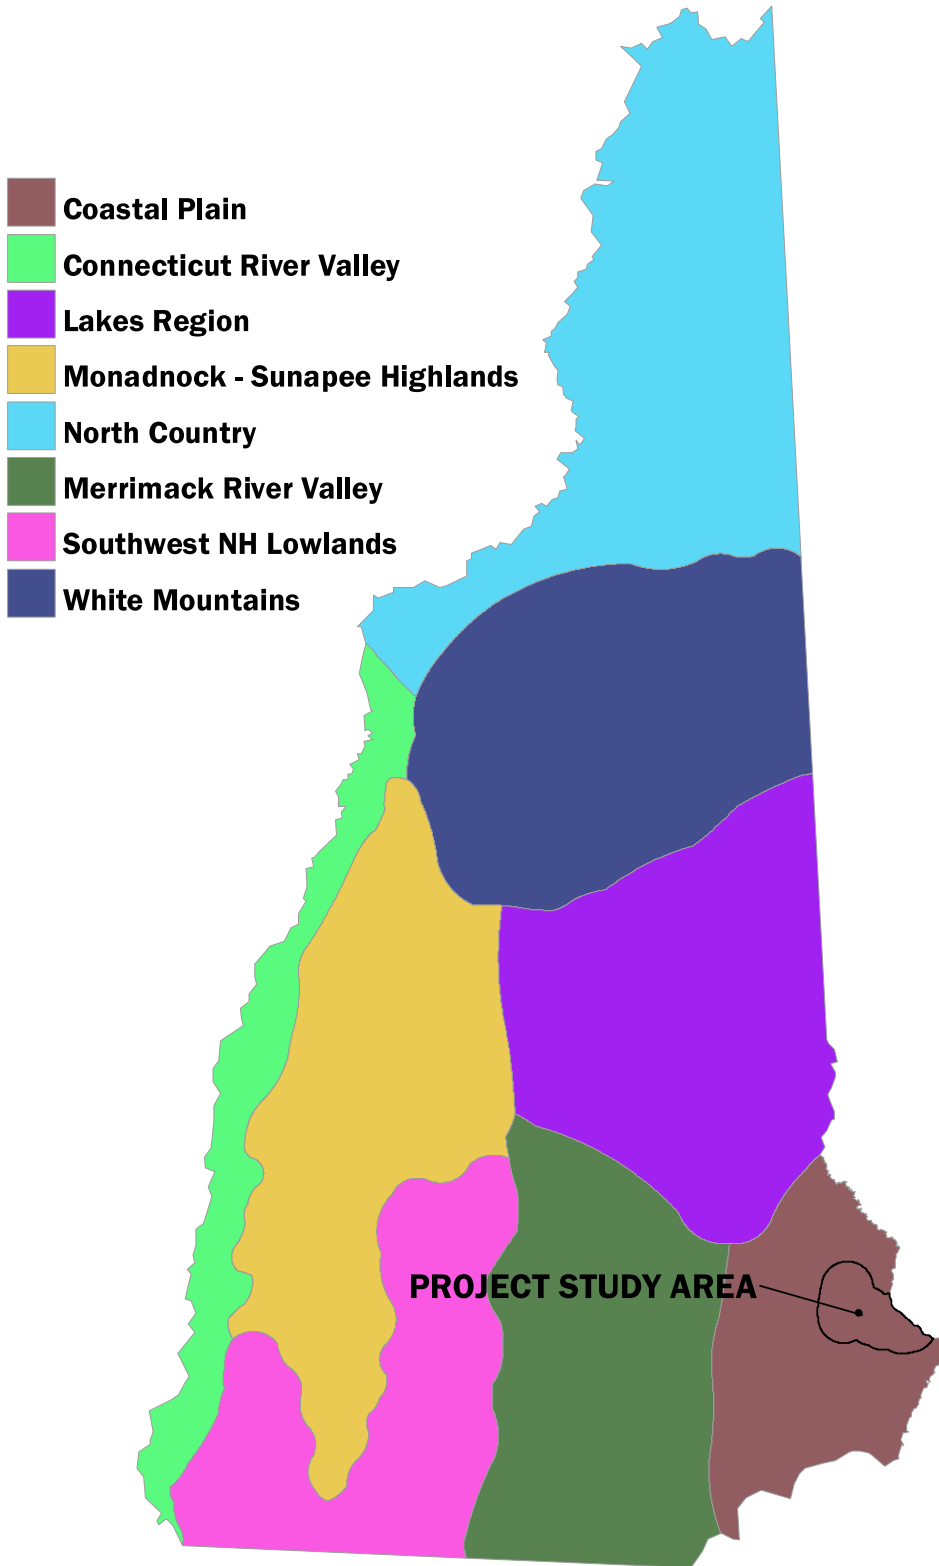 Coastal Plain
Connecticut River Valley
Lakes Region
Monadnock - Sunapee Highlands
North Country
Merrimack River Valley
Southwest NH Lowlands
White Mountains
PROJECT STUDY AREA